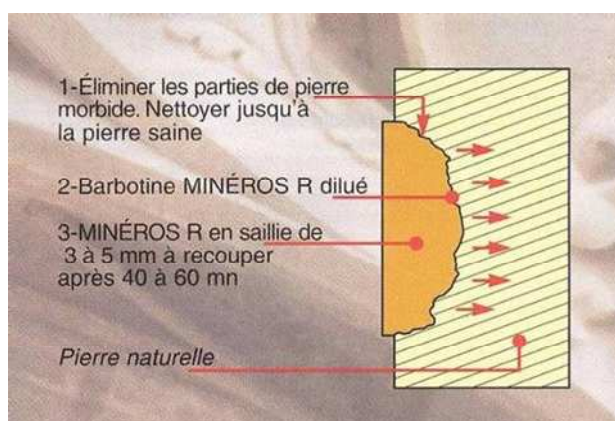 1-Éliminer les parties de pierre
morbide. Nettoyer jusqu'à
la pierre saine
2-Barbotine MINÉROS R dilué
3-MINÉROS R en saillie de
3 à 5 mm à recouper
après 40 à 60 mn
Pierre naturelle